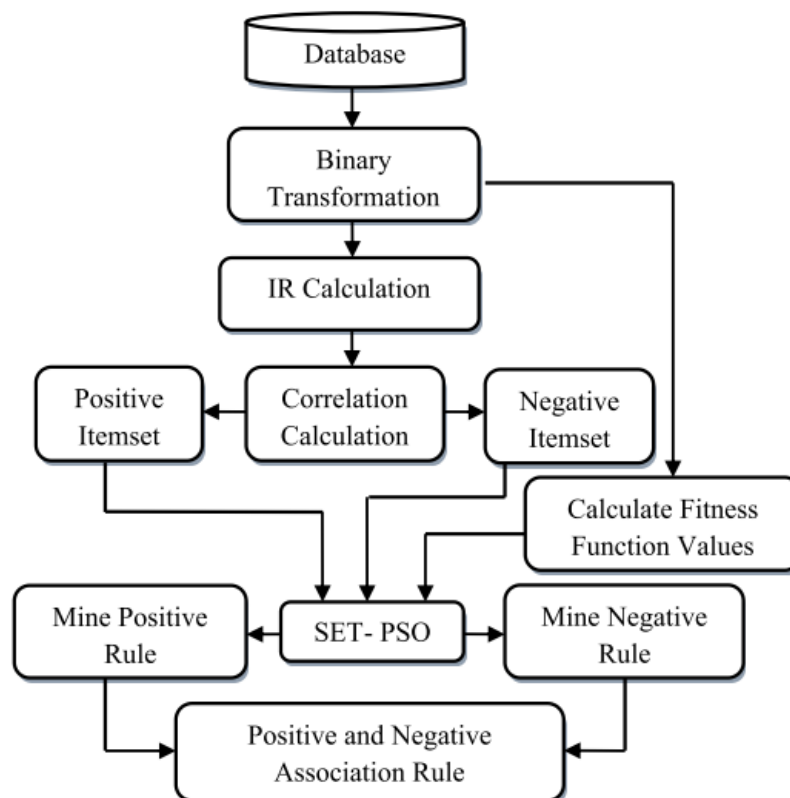 Database
Binary
Transformation
IR Calculation
Positive
Itemset
Correlation
Calculation
Negative
Itemset
Calculate Fitness
Function Values
Mine Positive
Rule
SET- PSO
Mine Negative
Rule
Positive and Negative
Association Rule